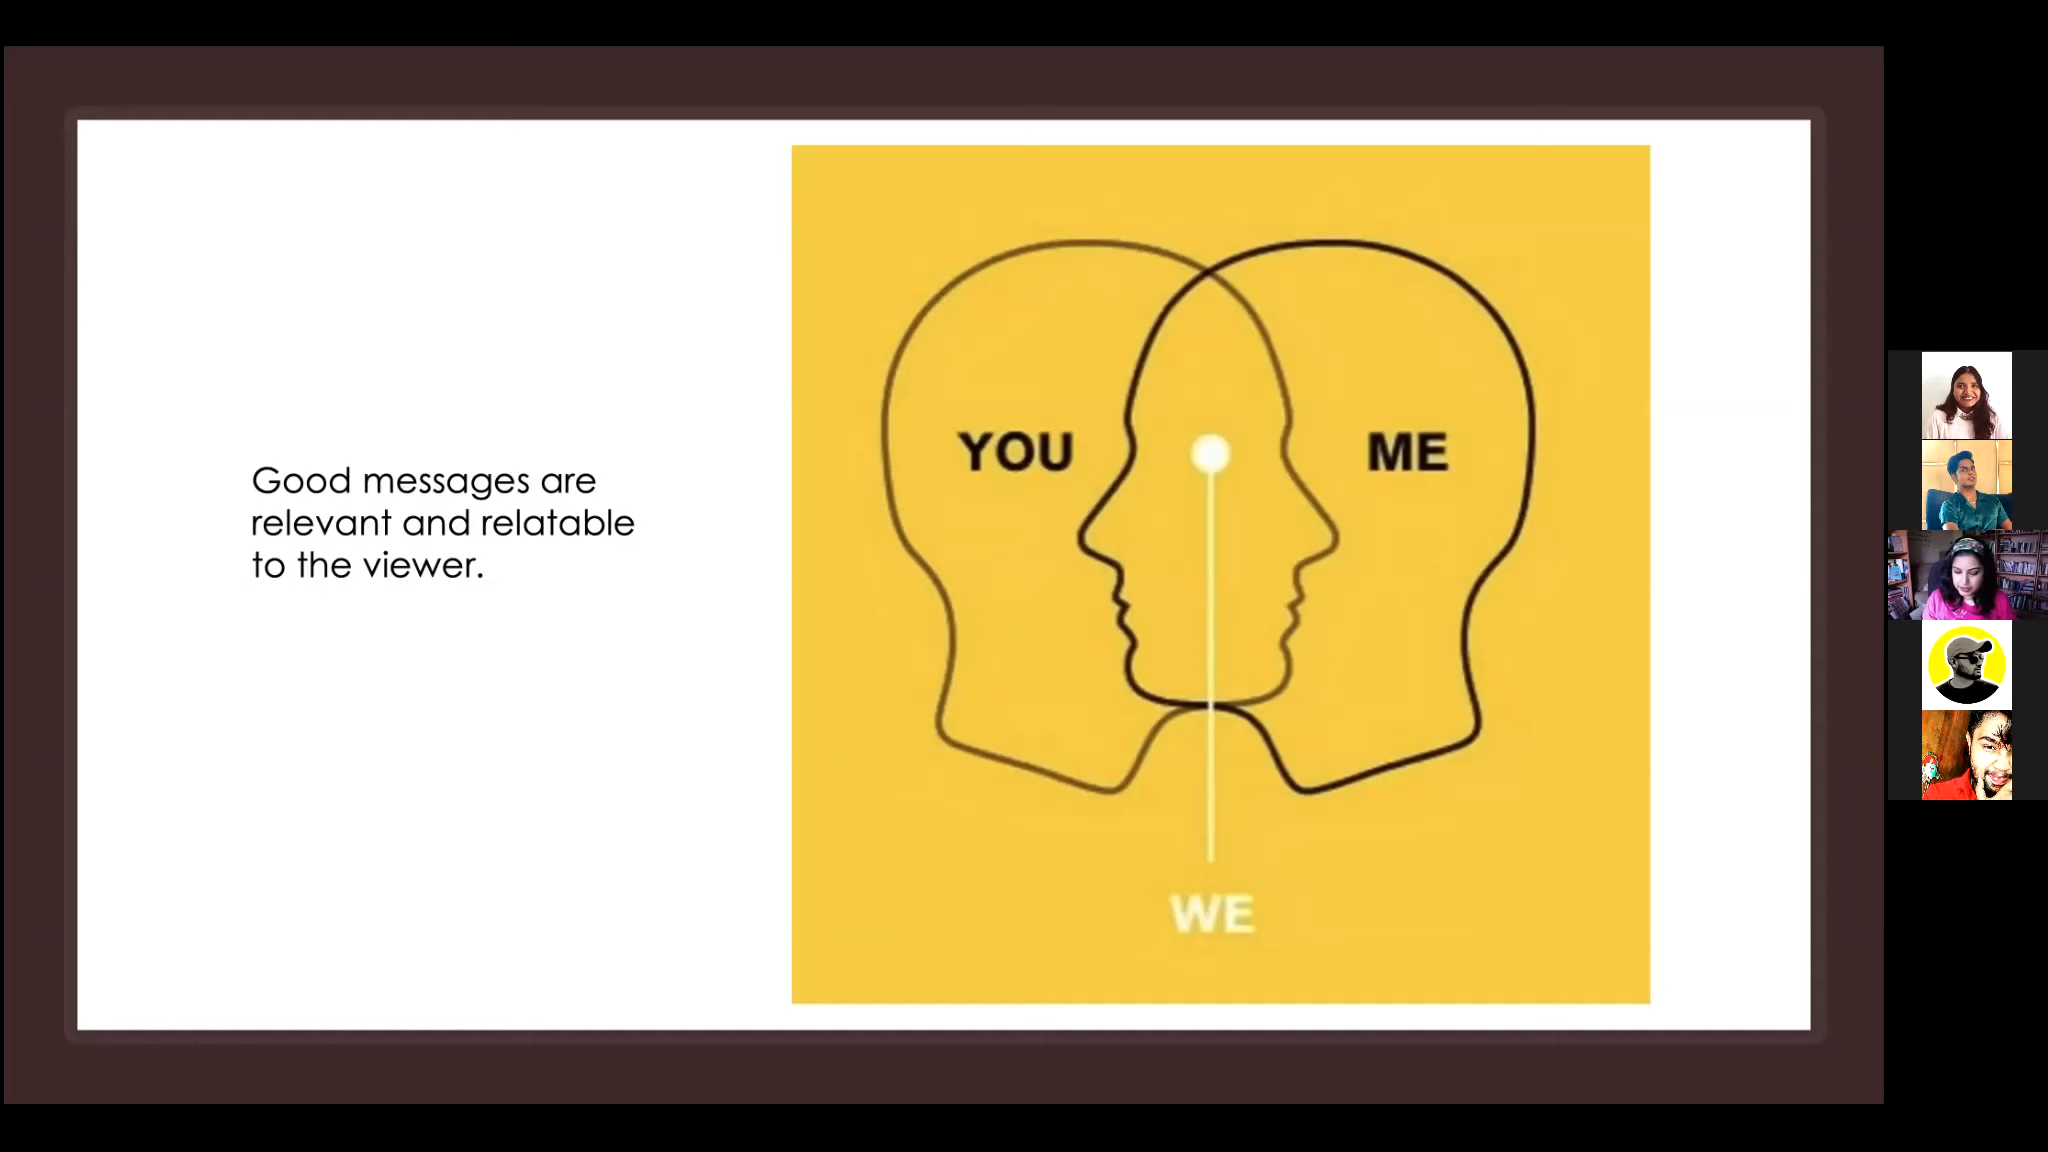 Good messages are
relevant and relatable
to the viewer.
YOU
ME
WE